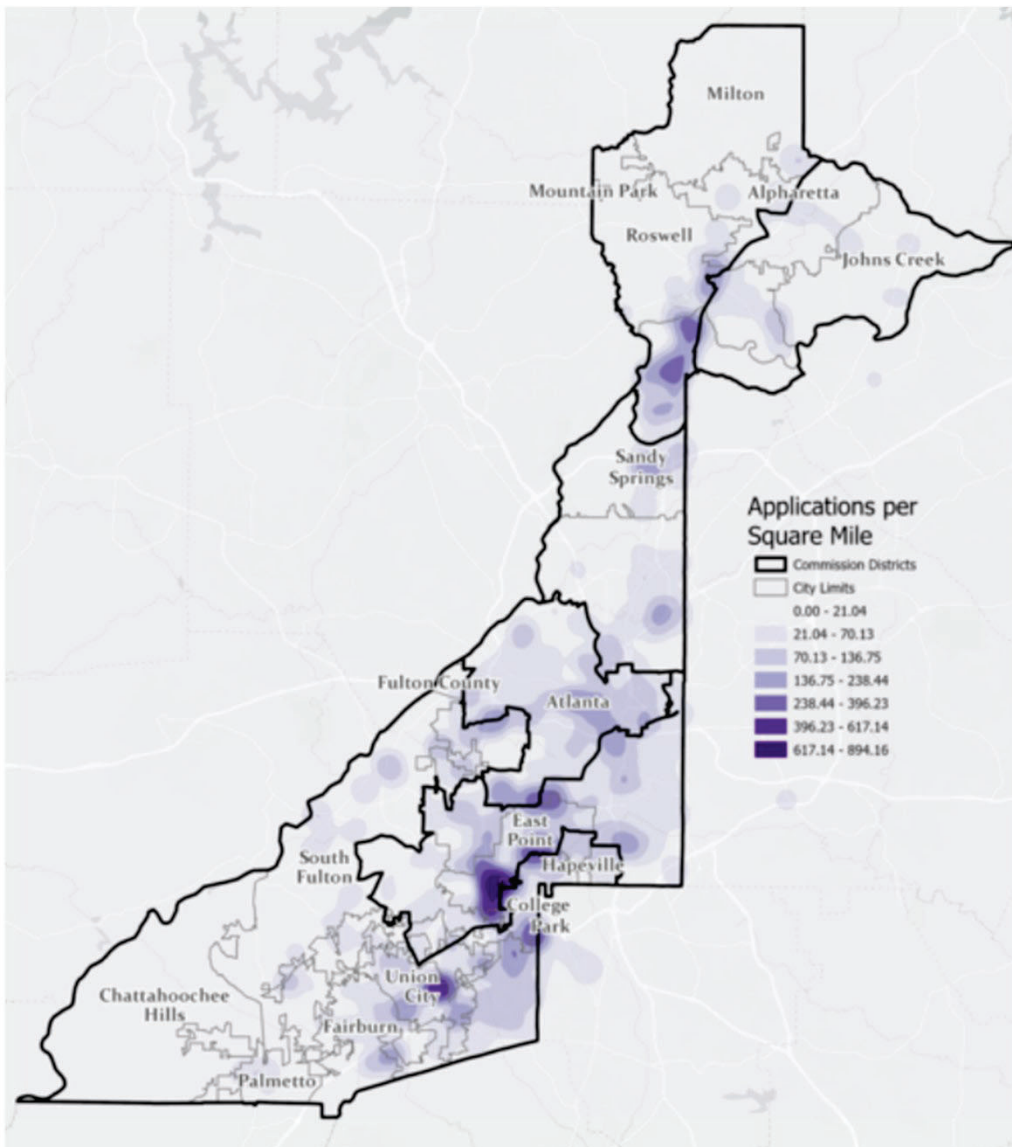 Milton
Mountain Park
Alpharetta
Roswell
Johns Creek
Sandy
Springs
Applications per
Square Mile
Commission Districts
City Limits
0.00 - 21.04
21.04 - 70.13
70.13 - 136.75
136.75 - 238.44
238.44 - 396.23
396.23 - 617.14
617.14 - 894.16
Fulton County
Atlanta
East
Point
Hapeville
South
Fulton
College
Park
Union
City
Chattahoochee
Hills
Fairburn
Palmetto